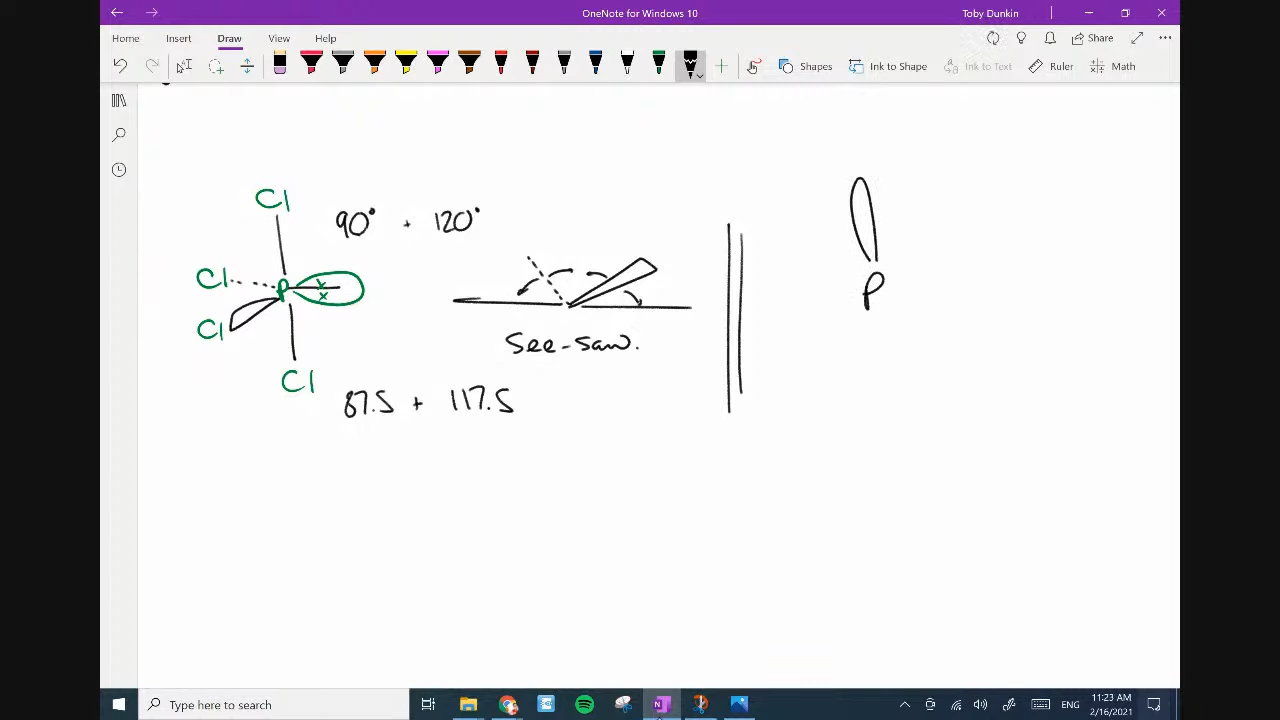 OneNote for Windows 10
Toby Dunkin
Home Insert Draw View Help
Share
Shapes Ink to Shape Ink to Text Ruler Math
Cl
90° + 120°
Cl
P
Cl
P
See-saw.
Cl
87.5 + 117.5
Type here to search
N
ENG
11:23 AM
2/16/2021